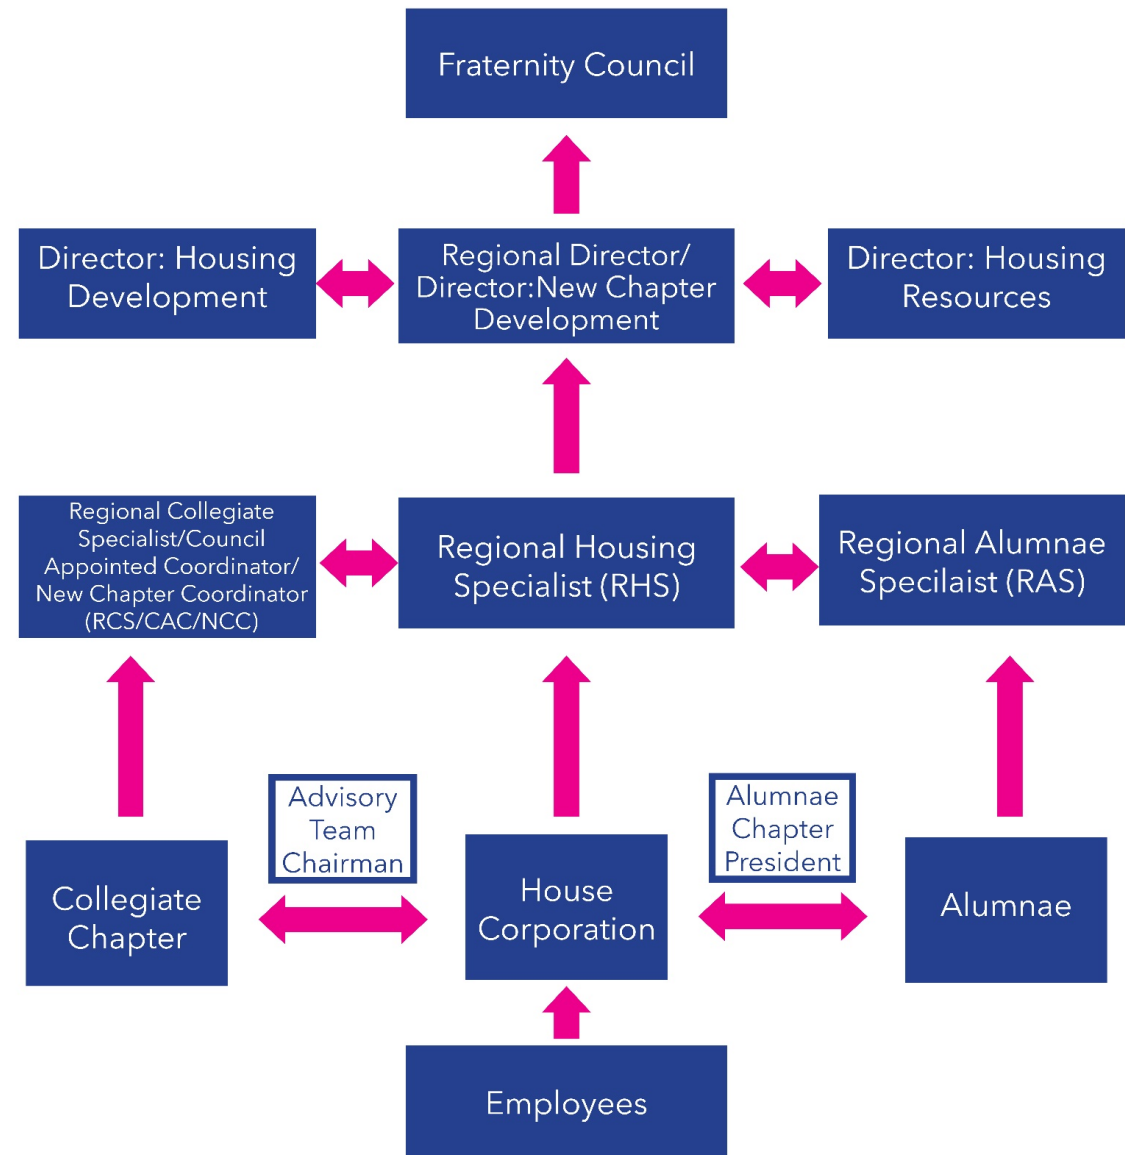 Fraternity Council
Director: Housing
Development
Regional Director/
Director:New Chapter
Development
Director: Housing
Resources
Regional Collegiate
Specialist/Council
Appointed Coordinator/
New Chapter Coordinator
(RCS/CAC/NCC)
Regional Housing
Specialist (RHS)
Regional Alumnae
Specilaist (RAS)
Advisory
Team
Chairman
Alumnae
Chapter
President
Collegiate
Chapter
House
Corporation
Alumnae
Employees